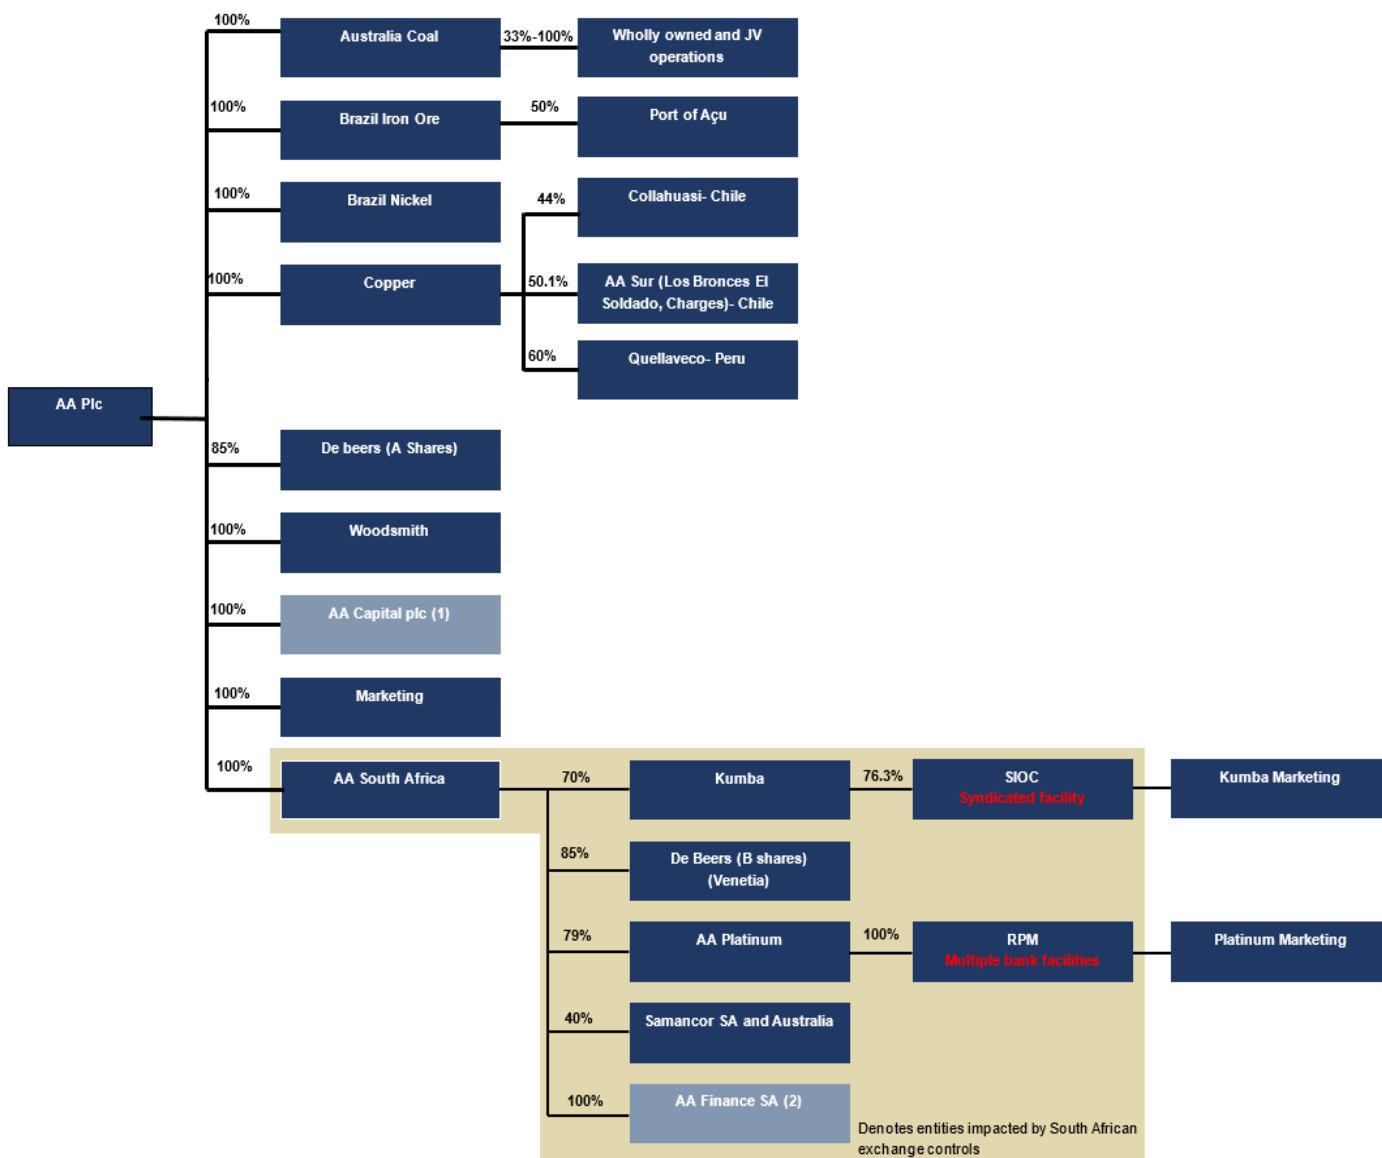 100%
Australia Coal
33%-100%
Wholly owned and JV
operations
100%
Brazil Iron Ore
50%
Port of Açu
100%
Brazil Nickel
44%
Collahuasi- Chile
100%
Copper
50.1%
AA Sur (Los Bronces El
Soldado, Charges)- Chile
60%
Quellaveco- Peru
AA Plc
85%
De beers (A Shares)
100%
Woodsmith
100%
AA Capital plc (1)
100%
Marketing
100%
AA South Africa
70%
Kumba
76.3%
SIOC
Syndicated facility
Kumba Marketing
85%
De Beers (B shares)
(Venetia)
79%
AA Platinum
100%
RPM
Multiple bank facilities
Platinum Marketing
40%
Samancor SA and Australia
100%
AA Finance SA (2)
Denotes entities impacted by South African
exchange controls